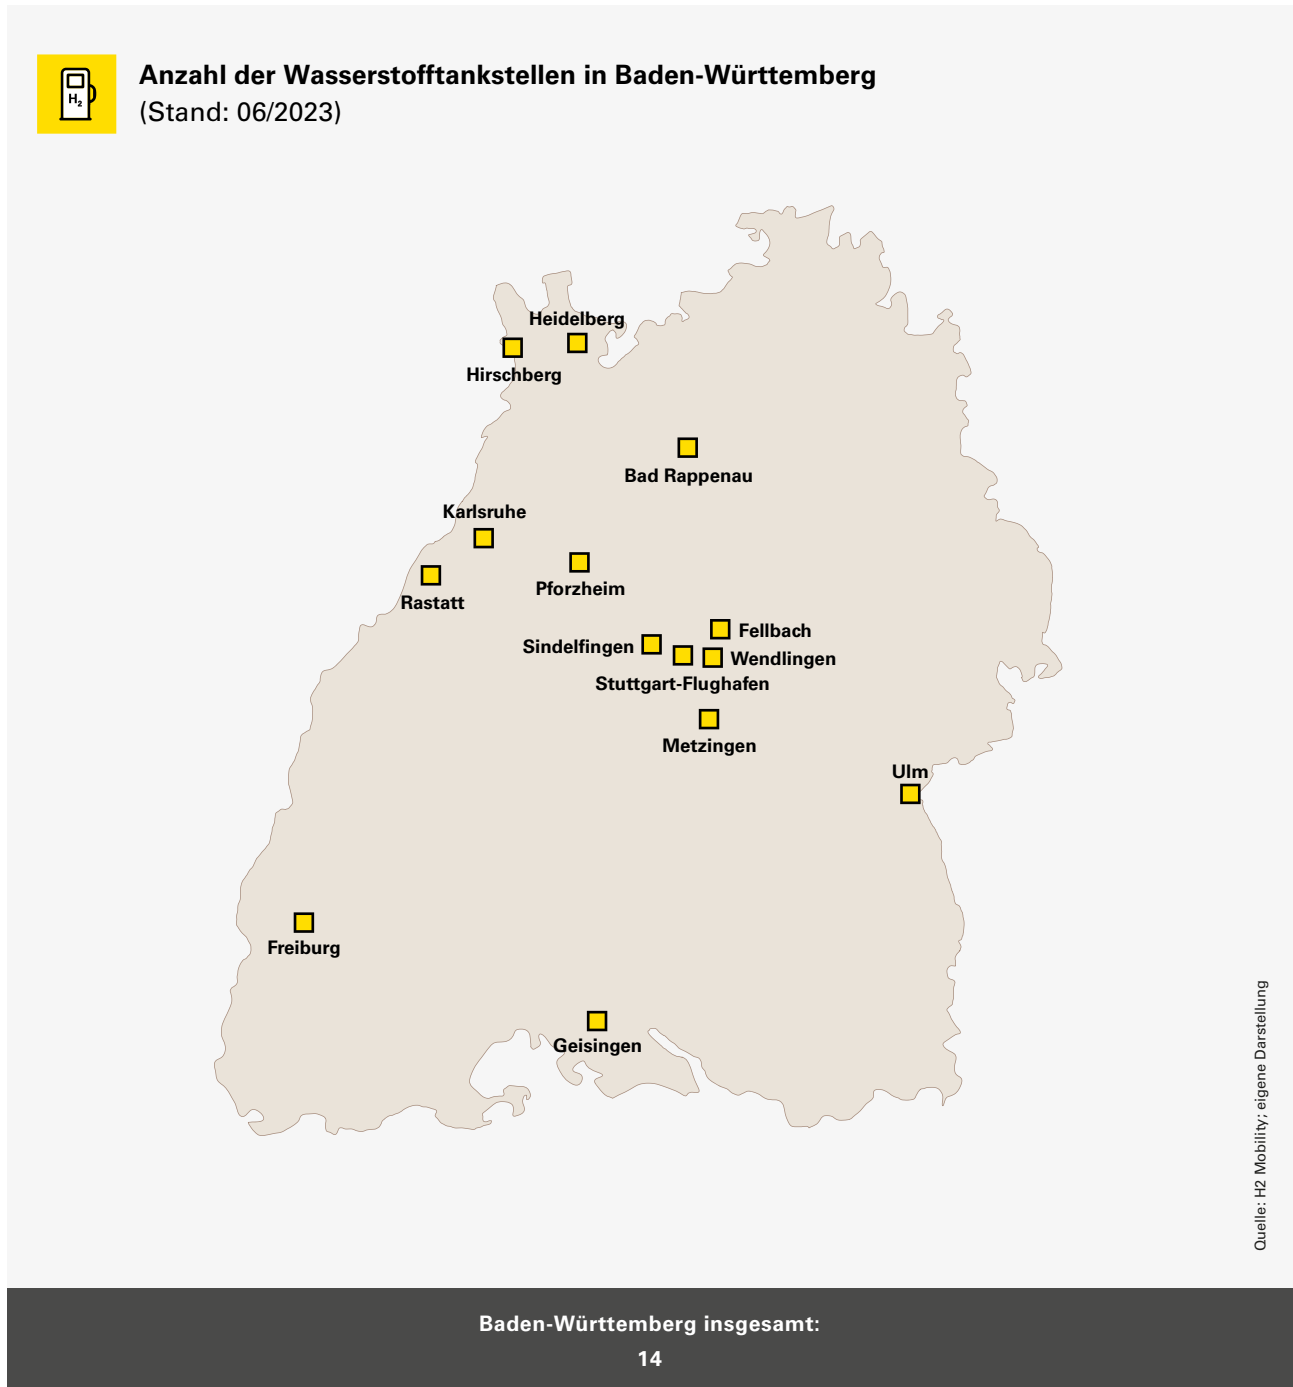 H2
Anzahl der Wasserstofftankstellen in Baden-Württemberg
(Stand: 06/2023)
Heidelberg
Hirschberg
Bad Rappenau
Karlsruhe
Pforzheim
Rastatt
Fellbach
Sindelfingen
Wendlingen
Stuttgart-Flughafen
Metzingen
Ulm
Freiburg
Geisingen
Quelle: H2 Mobility; eigene Darstellung
Baden-Württemberg insgesamt:
14